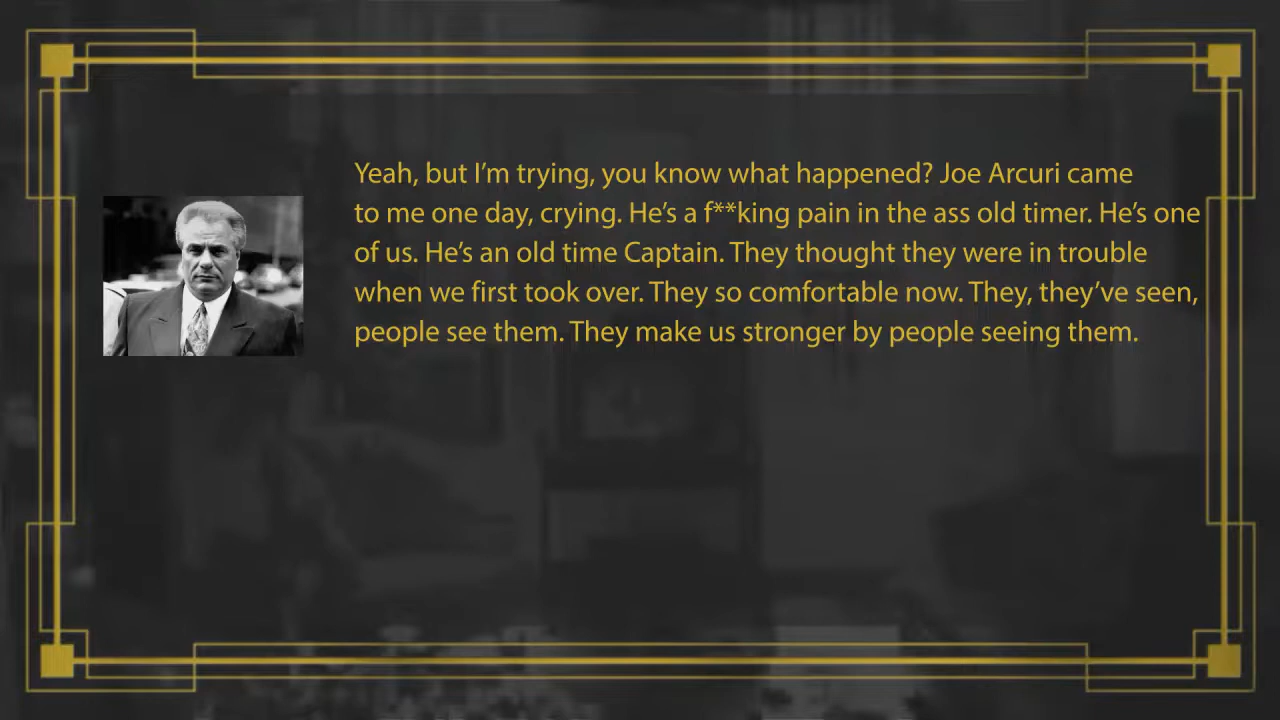 Yeah, but I’m trying, you know what happened? Joe Arcuri came
to me one day, crying. He’s a f**king pain in the ass old timer. He’s one
of us. He’s an old time Captain. They thought they were in trouble
when we first took over. They so comfortable now. They, they’ve seen,
people see them. They make us stronger by people seeing them.